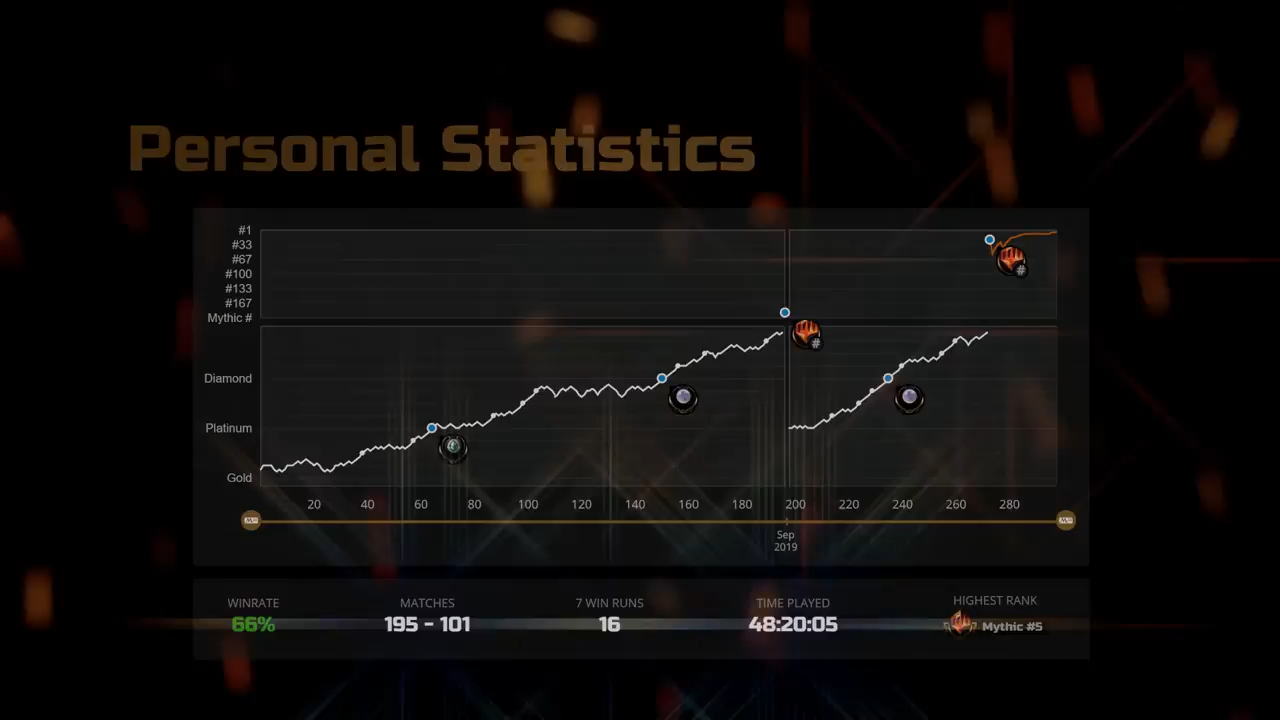 Personal Statistics
#1
#33
#67
#100
#133
#167
Mythic #
#
#
Diamond
Platinum
Gold
20 40 60 80 100 120 140 160 180 200 220 240 260 280
Sep
2019
WINRATE MATCHES 7 WIN RUNS TIME PLAYED HIGHEST RANK
66% 195 - 101 16 48:20:05 Mythic #5